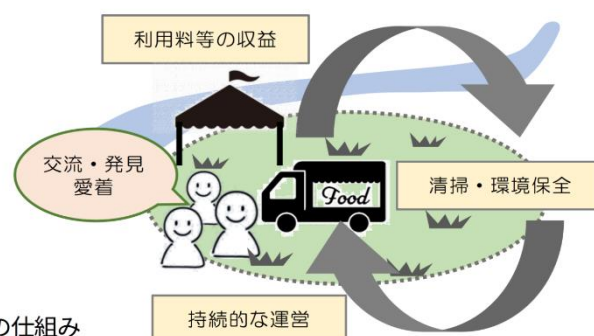 利用料等の収益
交流・発見
愛着
Food
清掃・環境保全
持続的な運営
の仕組み